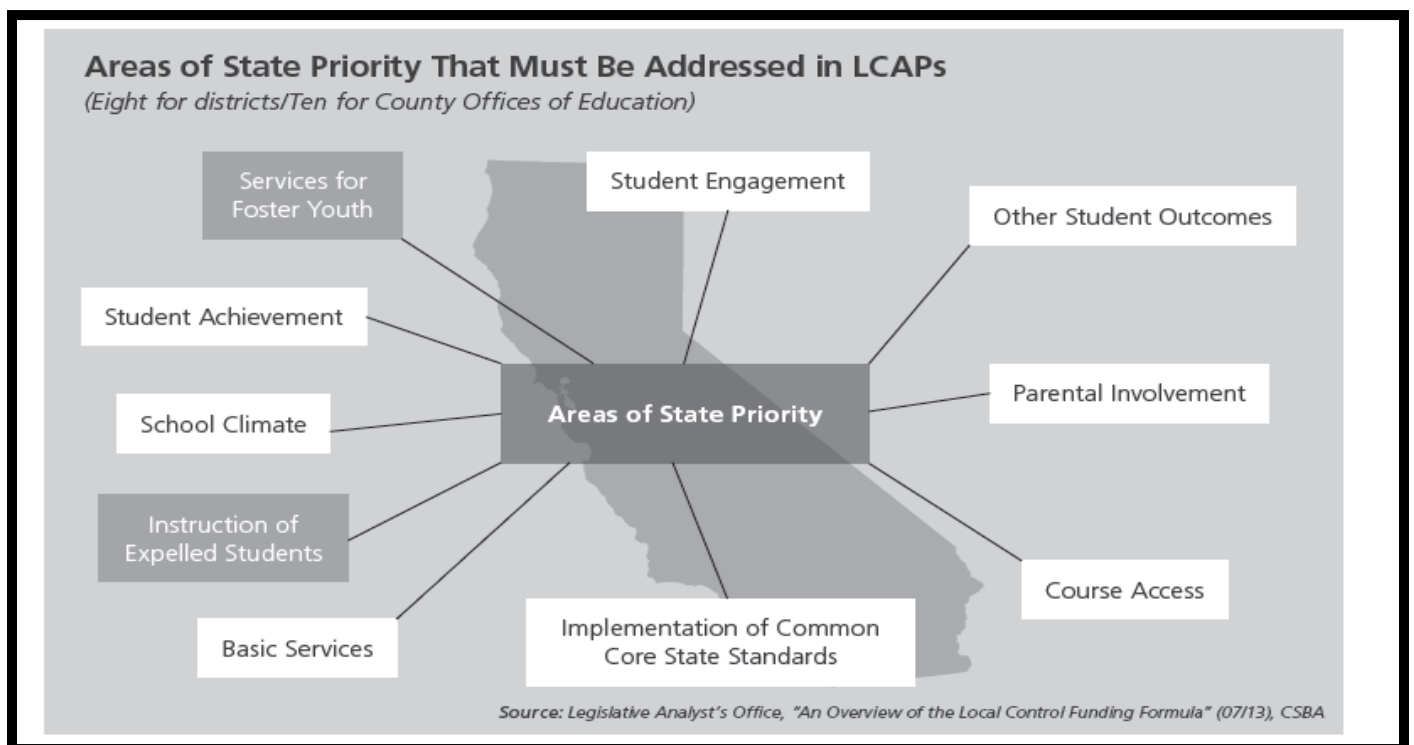 Areas of State Priority That Must Be Addressed in LCAPs
(Eight for districts/Ten for County Offices of Education)
Services for
Foster Youth
Student Engagement
Other Student Outcomes
Student Achievement
Parental Involvement
School Climate
Areas of State Priority
Instruction of
Expelled Students
Course Access
Basic Services
Implementation of Common
Core State Standards
Source: Legislative Analyst's Office, "An Overview of the Local Control Funding Formula" (07/13), CSBA